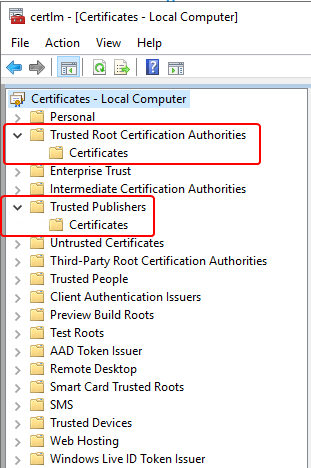 certlm - [Certificates - Local Computer]
File Action View Help
Certificates - Local Computer
Personal
Trusted Root Certification Authorities
Certificates
Enterprise Trust
Intermediate Certification Authorities
Trusted Publishers
Certificates
Untrusted Certificates
Third-Party Root Certification Authorities
Trusted People
Client Authentication Issuers
Preview Build Roots
Test Roots
AAD Token Issuer
Remote Desktop
Smart Card Trusted Roots
SMS
Trusted Devices
Web Hosting
Windows Live ID Token Issuer